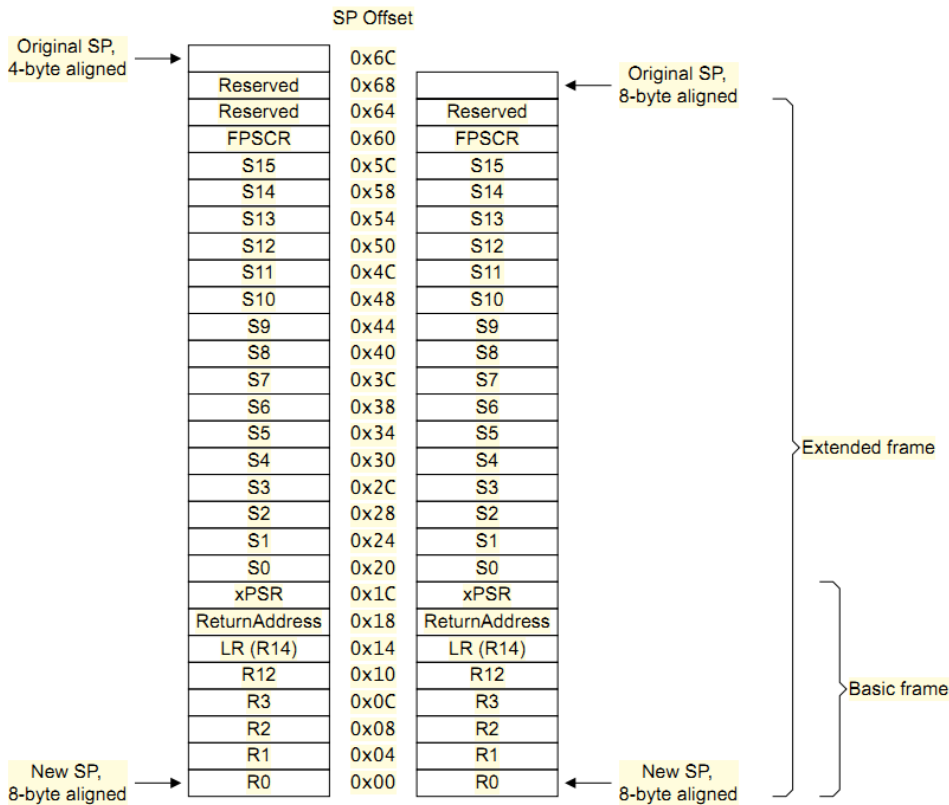 SP Offset
Original SP,
4-byte aligned
0x6C
Reserved 0x68
Original SP,
8-byte aligned
Reserved 0x64 Reserved
FPSCR 0x60 FPSCR
S15 0x5C S15
S14 0x58 S14
S13 0x54 S13
S12 0x50 S12
S11 0x4C S11
S10 0x48 S10
S9 0x44 S9
S8 0x40 S8
S7 0x3C S7
S6 0x38 S6
S5 0x34 S5
Extended frame
S4 0x30 S4
S3 0x2C S3
S2 0x28 S2
S1 0x24 S1
S0 0x20 S0
xPSR 0x1C xPSR
ReturnAddress 0x18 ReturnAddress
LR (R14) 0x14 LR (R14)
R12 0x10 R12
Basic frame
R3 0x0C R3
R2 0x08 R2
R1 0x04 R1
New SP,
8-byte aligned
R0 0x00 R0
New SP,
8-byte aligned